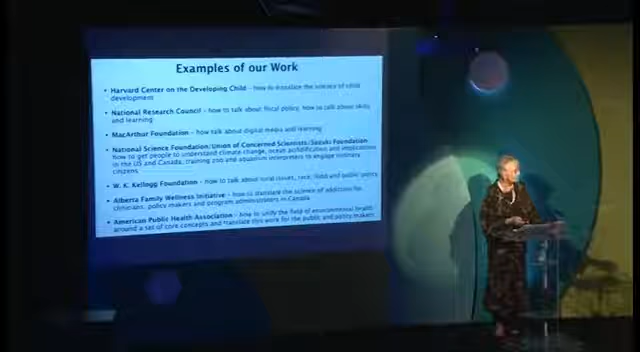 Examples of our Work
• Harvard Center on the Developing Child – how to translate the science of child
development
• National Research Council – how to talk about fiscal policy, how to talk about skills
and learning
• MacArthur Foundation – how talk about digital media and learning
• National Science Foundation/Union of Concerned Scientists/Suzuki Foundation
how to get people to understand climate change, ocean acidification and implications
in the US and Canada, training zoo and aquarium interpreters to engage ordinary
citizens
• W. K. Kellogg Foundation – how to talk about rural issues, race, food and public policy
• Alberta Family Wellness Initiative – how to translate the science of addiction for
clinicians, policy makers and program administrators in Canada
• American Public Health Association – how to unify the field of environmental health
around a set of core concepts and translate this work for the public and policy makers